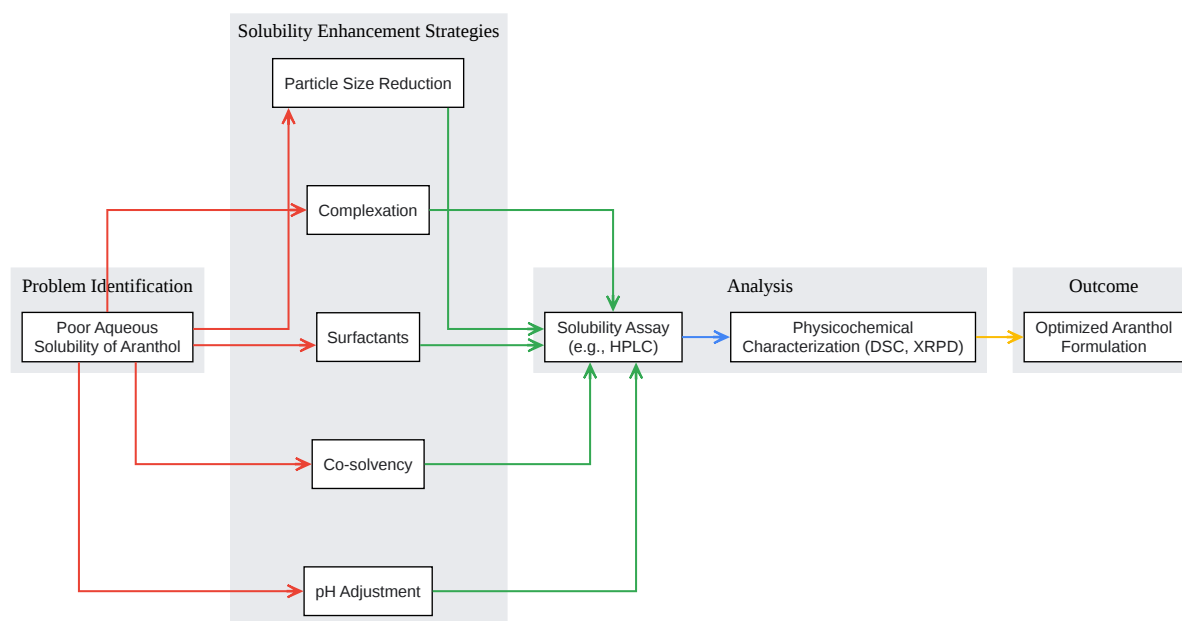 Solubility Enhancement Strategies
Particle Size Reduction
Complexation
Problem Identification
Poor Aqueous
Solubility of Aranthol
Surfactants
Co-solvency
pH Adjustment
Analysis
Solubility Assay
(e.g., HPLC)
Physicochemical
Characterization (DSC, XRPD)
Outcome
Optimized Aranthol
Formulation